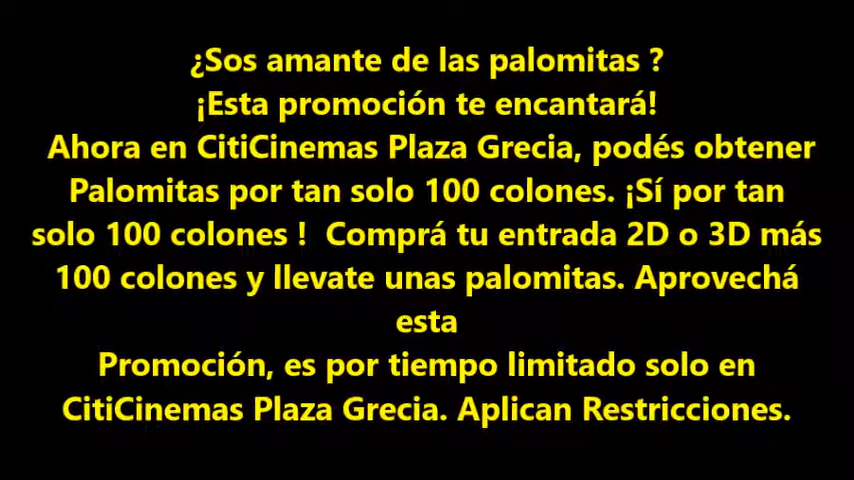 ¿Sos amante de las palomitas ?
¡Esta promoción te encantará!
Ahora en CitiCinemas Plaza Grecia, podés obtener
Palomitas por tan solo 100 colones. ¡Sí por tan
solo 100 colones ! Comprá tu entrada 2D o 3D más
100 colones y llevate unas palomitas. Aprovechá
esta
Promoción, es por tiempo limitado solo en
CitiCinemas Plaza Grecia. Aplican Restricciones.